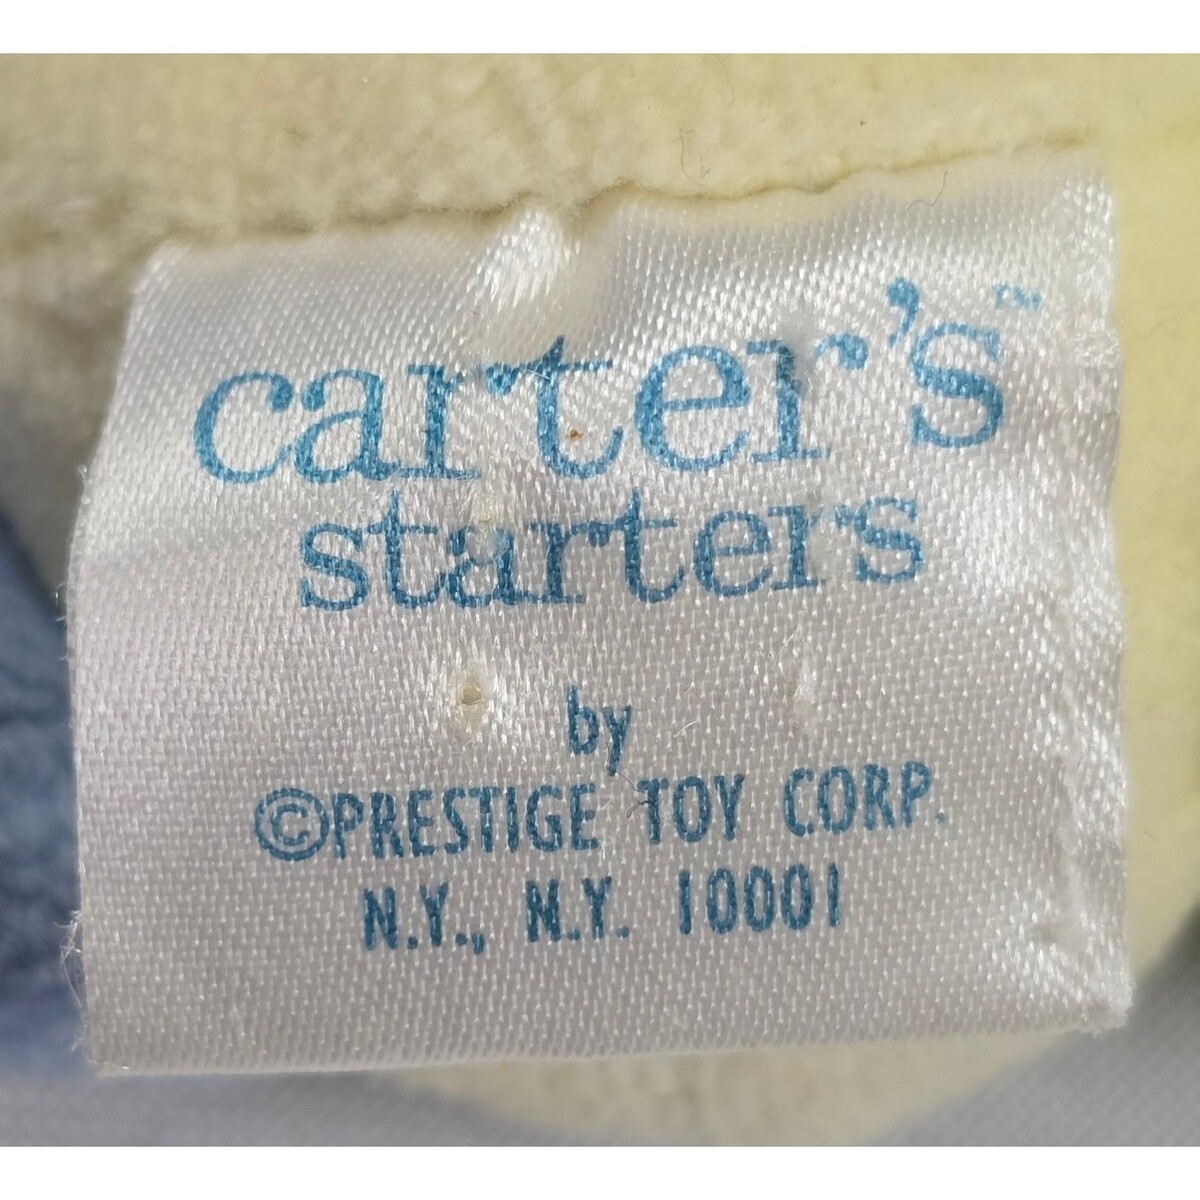 carter's™
starters
by
©PRESTIGE TOY CORP.
N.Y., N.Y. 10001